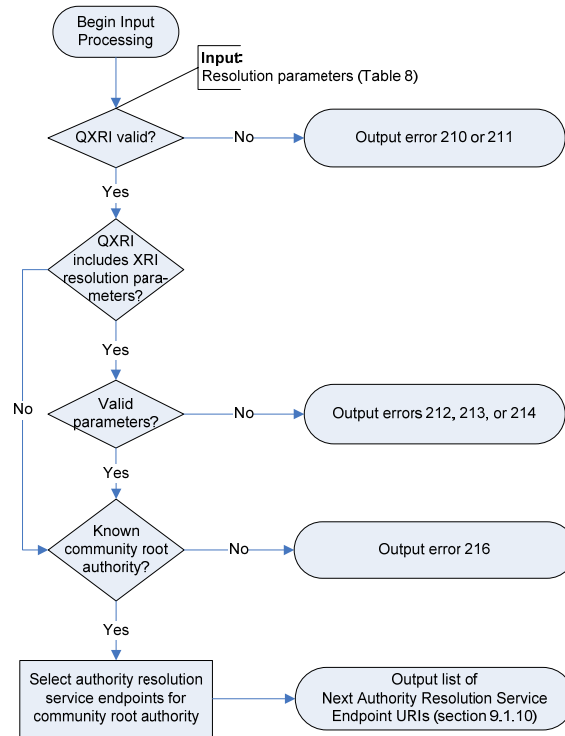 Begin Input
Processing
Input:
Resolution parameters (Table 8)
QXRI valid?
No
Output error 210 or 211
Yes
QXRI
includes XRI
resolution para-
meters?
Yes
No
Valid
parameters?
No
Output errors 212, 213, or 214
Yes
Known
community root
authority?
No
Output error 216
Yes
Select authority resolution
service endpoints for
community root authority
Output list of
Next Authority Resolution Service
Endpoint URIs (section 9.1.10)